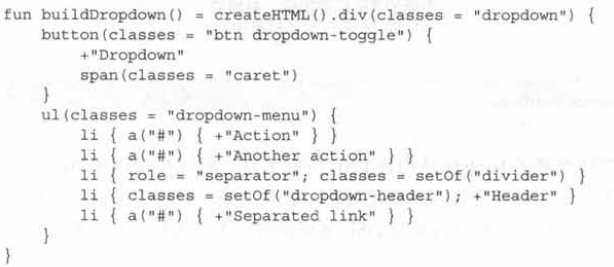 fun buildDropdown() = createHTML().div(classes = "dropdown") {
    button(classes = "btn dropdown-toggle") {
        +"Dropdown"
        span(classes = "caret")
    }
    ul(classes = "dropdown-menu") {
        li { a("#") { +"Action" } }
        li { a("#") { +"Another action" } }
        li { role = "separator"; classes = setOf("divider") }
        li { classes = setOf("dropdown-header"); +"Header" }
        li { a("#") { +"Separated link" } }
    }
}